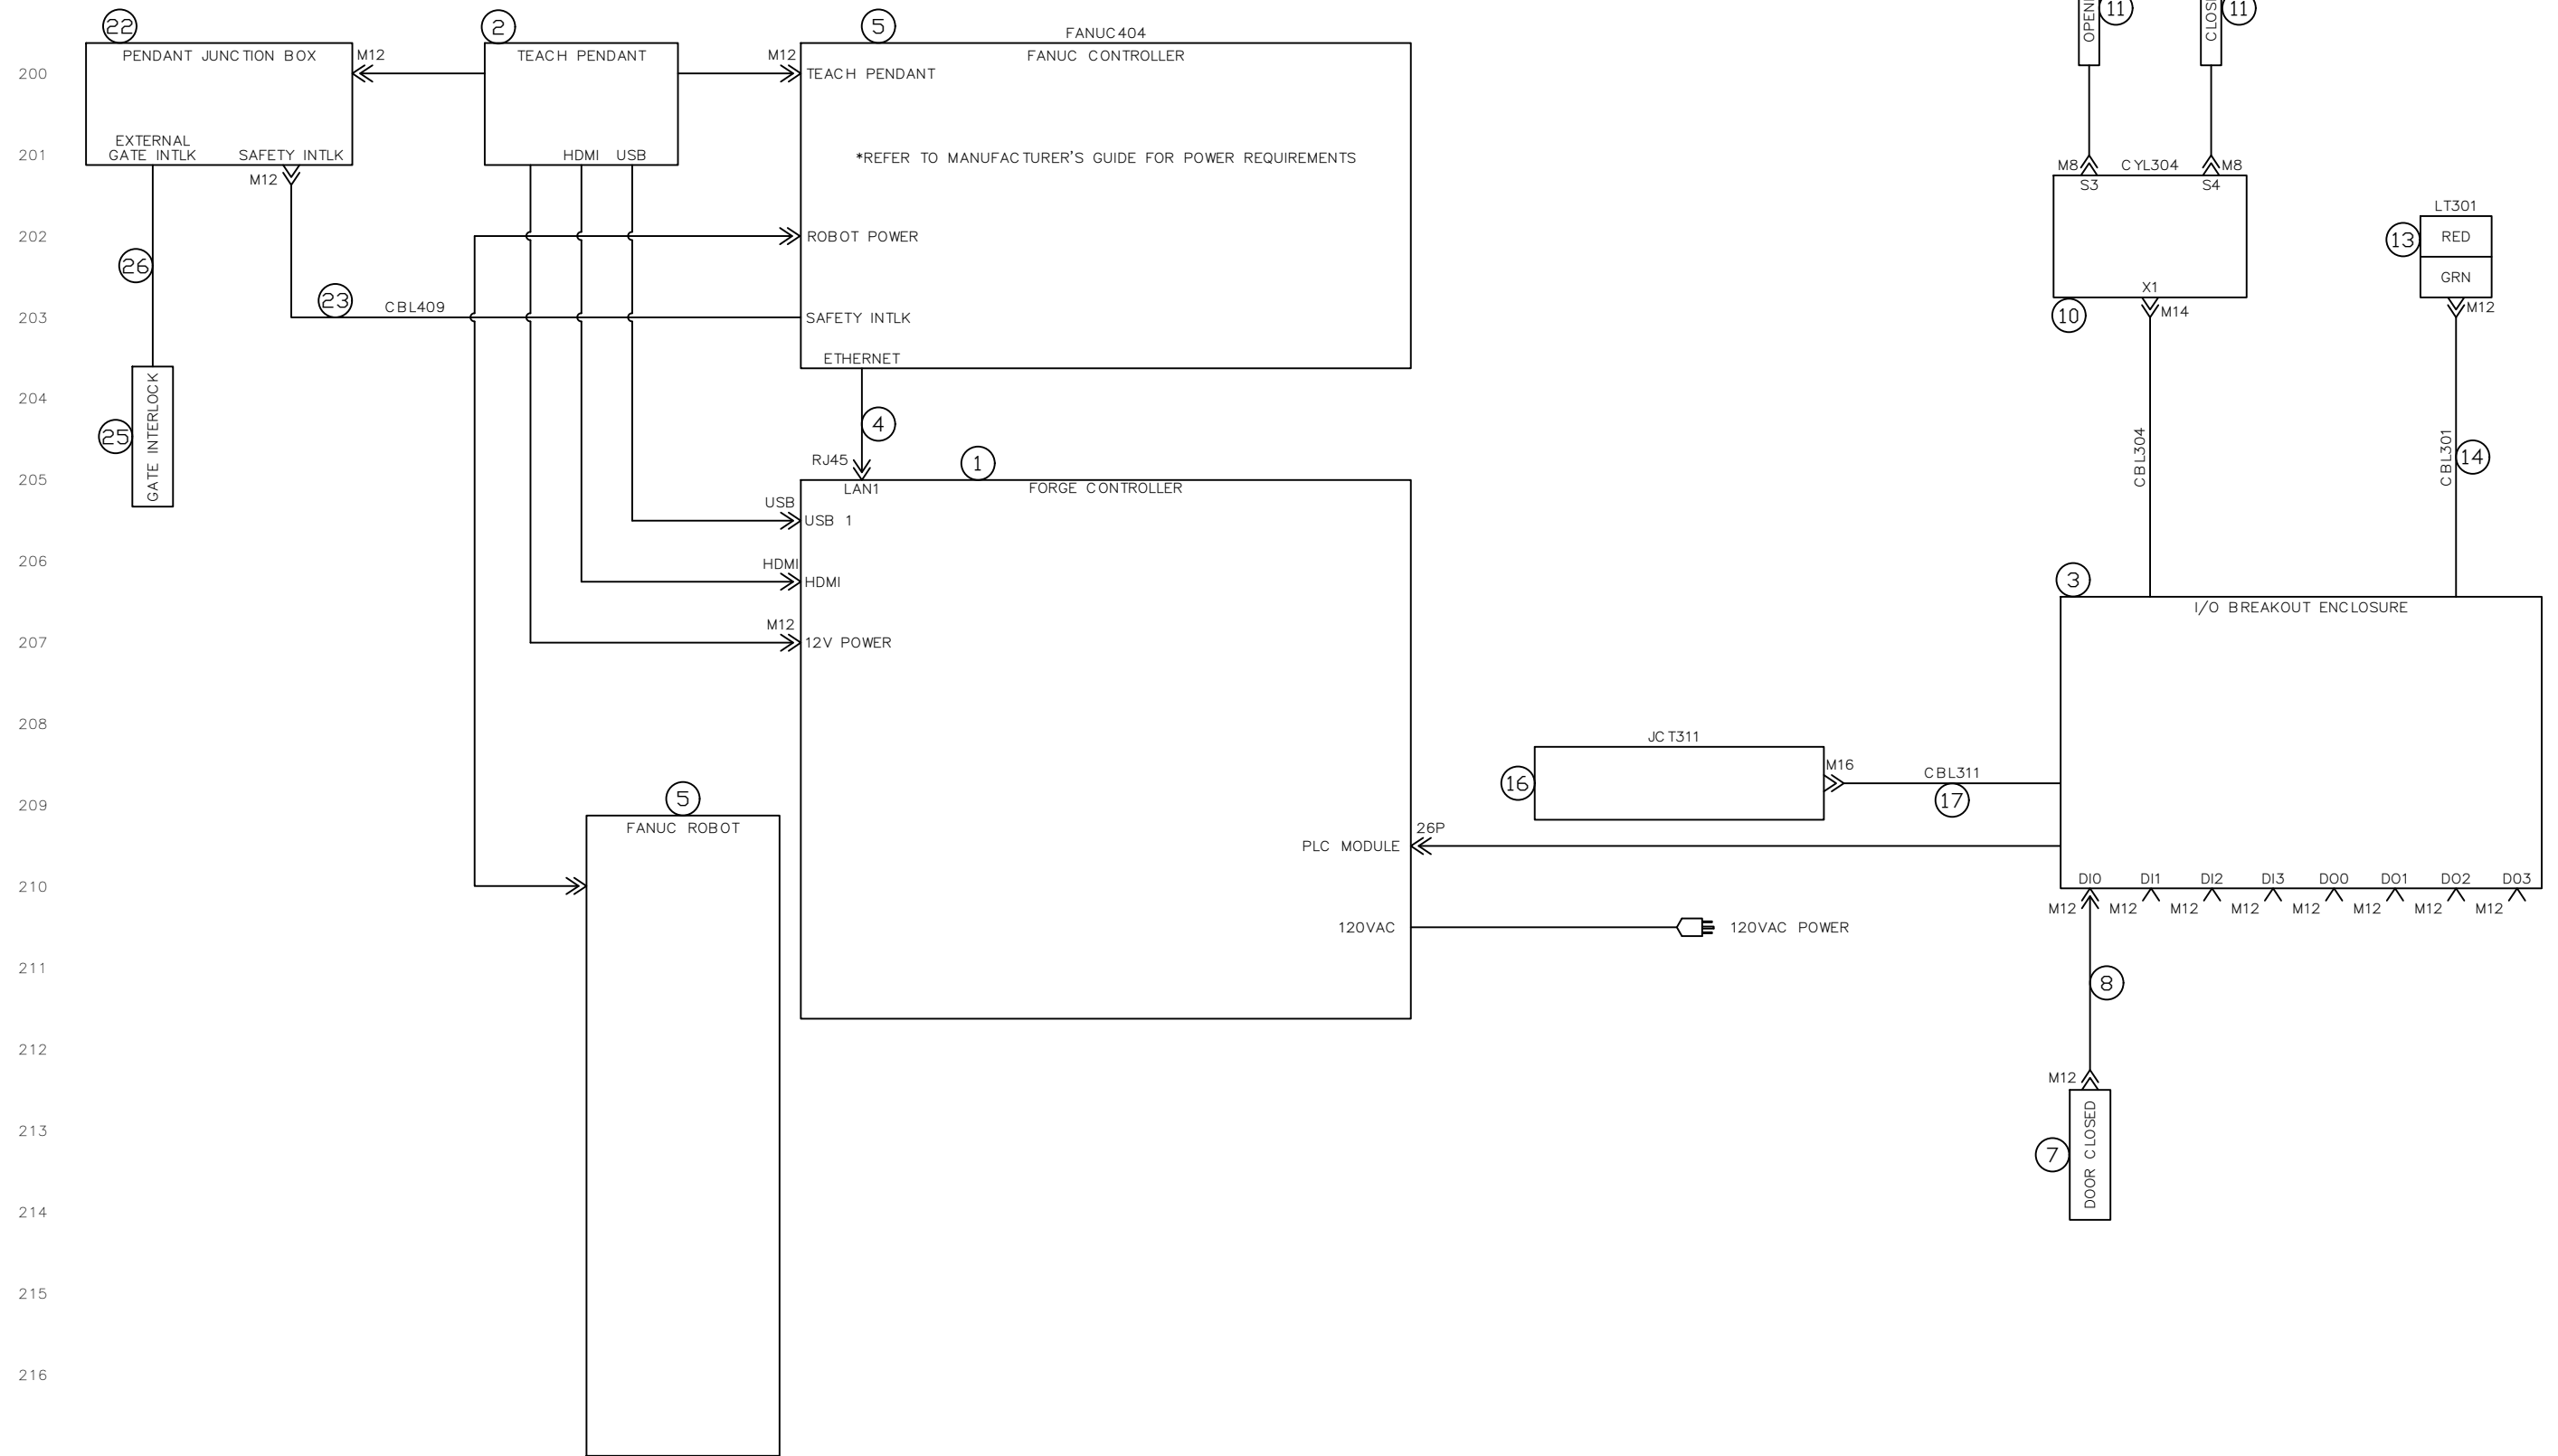 22
2
5
11
11
FANUC404
PENDANT JUNCTION BOX
M12
TEACH PENDANT
M12
FANUC CONTROLLER
200
TEACH PENDANT
EXTERNAL
GATE INTLK
SAFETY INTLK
M12
HDMI
USB
201
*REFER TO MANUFACTURER'S GUIDE FOR POWER REQUIREMENTS
M8
CYL304
M8
S3
S4
LT301
13
RED
GRN
202
ROBOT POWER
26
23
CBL409
X1
M14
M12
10
203
SAFETY INTLK
ETHERNET
204
4
25
GATE INTERLOCK
CBL304
CBL301
14
RJ45
1
205
LAN1
FORGE CONTROLLER
USB
USB 1
206
HDMI
HDMI
3
I/O BREAKOUT ENCLOSURE
M12
207
12V POWER
208
JCT311
M16
CBL311
16
17
209
5
FANUC ROBOT
26P
PLC MODULE
210
DI0
DI1
DI2
DI3
DO0
DO1
DO2
DO3
M12
M12
M12
M12
M12
M12
M12
M12
120VAC
120VAC POWER
211
8
212
M12
213
7
DOOR CLOSED
214
215
216